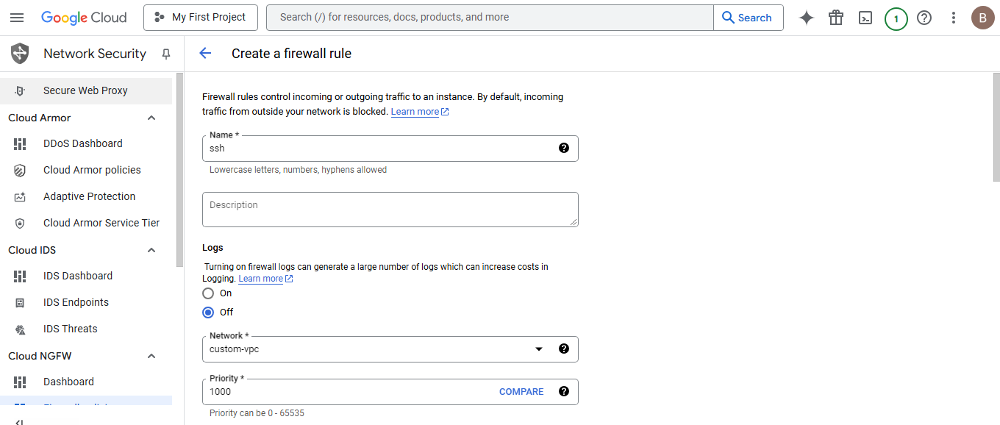 Google Cloud
My First Project
Search (/) for resources, docs, products, and more
Search
1
B
Network Security
Create a firewall rule
Secure Web Proxy
Cloud Armor
DDoS Dashboard
Cloud Armor policies
Adaptive Protection
Cloud Armor Service Tier
Cloud IDS
IDS Dashboard
IDS Endpoints
IDS Threats
Cloud NGFW
Dashboard
Firewall rules control incoming or outgoing traffic to an instance. By default, incoming
traffic from outside your network is blocked. Learn more
Name *
ssh
Lowercase letters, numbers, hyphens allowed
Description
Logs
Turning on firewall logs can generate a large number of logs which can increase costs in
Logging. Learn more
On
Off
Network *
custom-vpc
Priority *
1000
COMPARE
Priority can be 0 - 65535